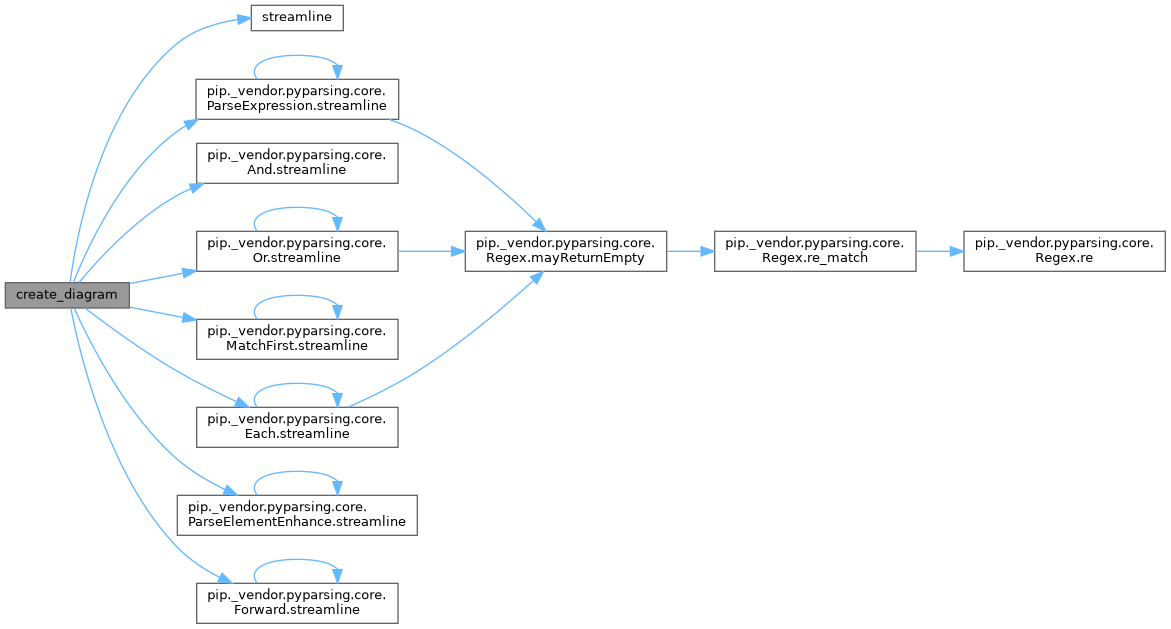 streamline
pip._vendor.pyparsing.core.
ParseExpression.streamline
pip._vendor.pyparsing.core.
And.streamline
pip._vendor.pyparsing.core.
Or.streamline
pip._vendor.pyparsing.core.
Regex.mayReturnEmpty
pip._vendor.pyparsing.core.
Regex.re_match
pip._vendor.pyparsing.core.
Regex.re
create_diagram
pip._vendor.pyparsing.core.
MatchFirst.streamline
pip._vendor.pyparsing.core.
Each.streamline
pip._vendor.pyparsing.core.
ParseElementEnhance.streamline
pip._vendor.pyparsing.core.
Forward.streamline